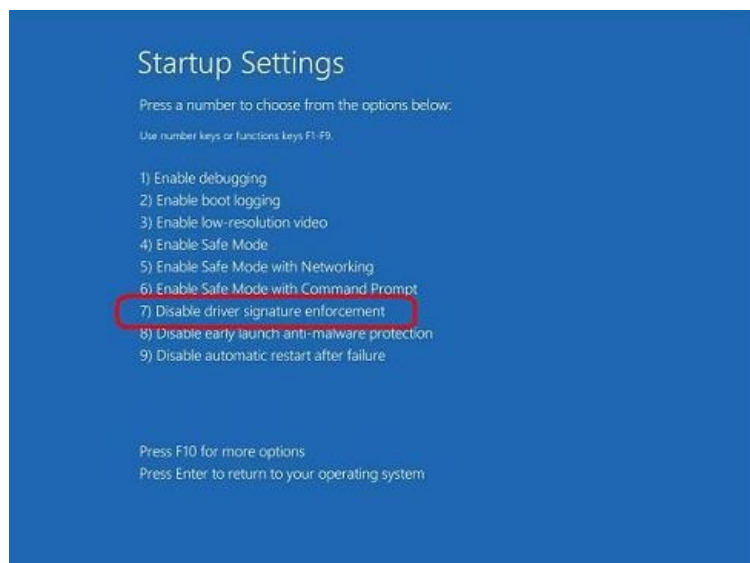 Startup Settings
Press a number to choose from the options below:
Use number keys or functions keys F1-F9.
1) Enable debugging
2) Enable boot logging
3) Enable low-resolution video
4) Enable Safe Mode
5) Enable Safe Mode with Networking
6) Enable Safe Mode with Command Prompt
7) Disable driver signature enforcement
8) Disable early launch anti-malware protection
9) Disable automatic restart after failure
Press F10 for more options
Press Enter to return to your operating system